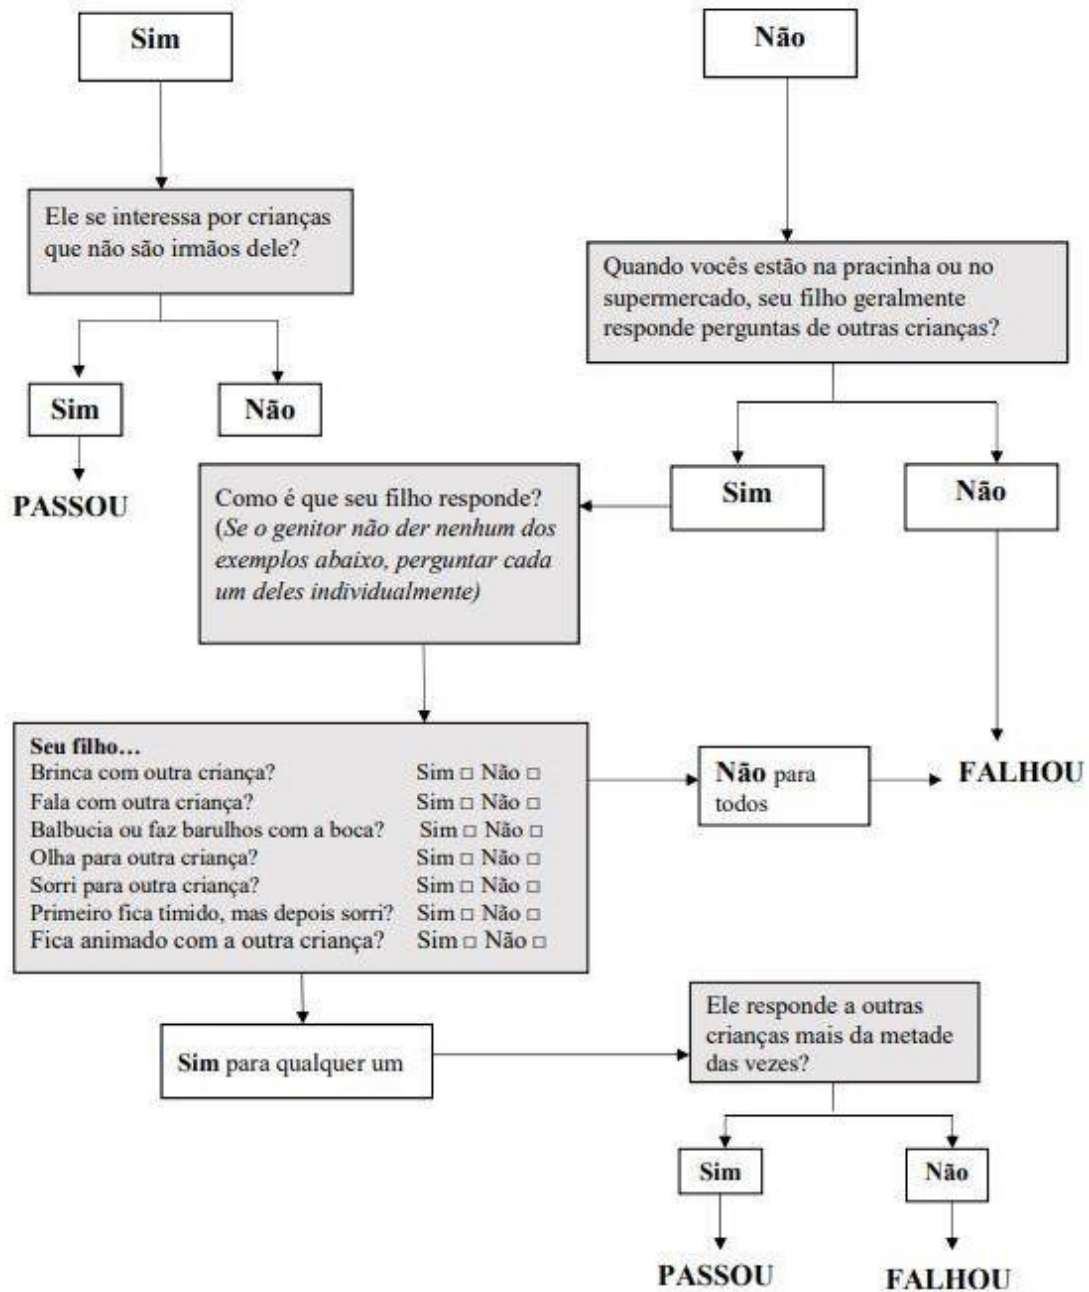 Sim
Não
Ele se interessa por crianças
que não são irmãos dele?
Quando vocês estão na pracinha ou no
supermercado, seu filho geralmente
responde perguntas de outras crianças?
Sim
Não
PASSOU
Sim
Não
Como é que seu filho responde?
(Se o genitor não der nenhum dos
exemplos abaixo, perguntar cada
um deles individualmente)
Seu filho…
Brinca com outra criança? Sim □ Não □
Fala com outra criança? Sim □ Não □
Balbucia ou faz barulhos com a boca? Sim □ Não □
Olha para outra criança? Sim □ Não □
Sorri para outra criança? Sim □ Não □
Primeiro fica tímido, mas depois sorri? Sim □ Não □
Fica animado com a outra criança? Sim □ Não □
Não para
todos
FALHOU
Sim para qualquer um
Ele responde a outras
crianças mais da metade
das vezes?
Sim
Não
PASSOU
FALHOU